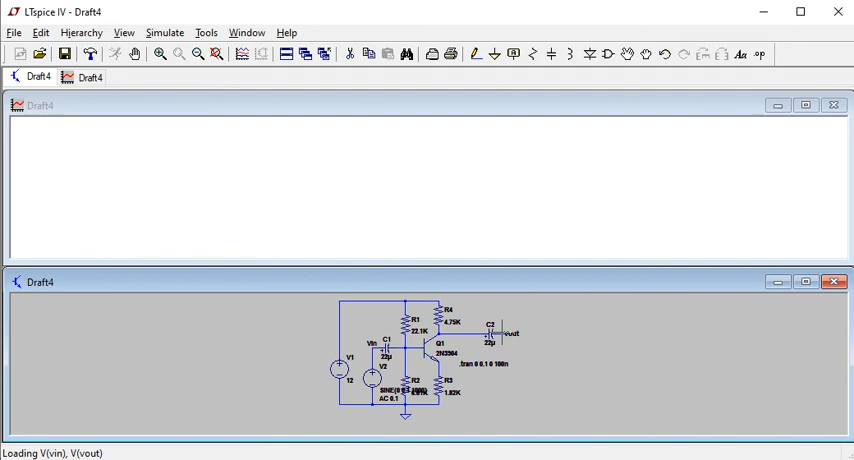 LTspice IV - Draft4
File Edit Hierarchy View Simulate Tools Window Help
Aa .op
Draft4 Draft4
Draft4
Draft4
R4
4.75K
R1
22.1K
C2
22µ
Vout
Vin
C1
22µ
Q1
2N3904
.tran 0 0.1 0 100n
V1
12
V2
R2
R3
1.82K
AC 0.1
Loading V(vin), V(vout)